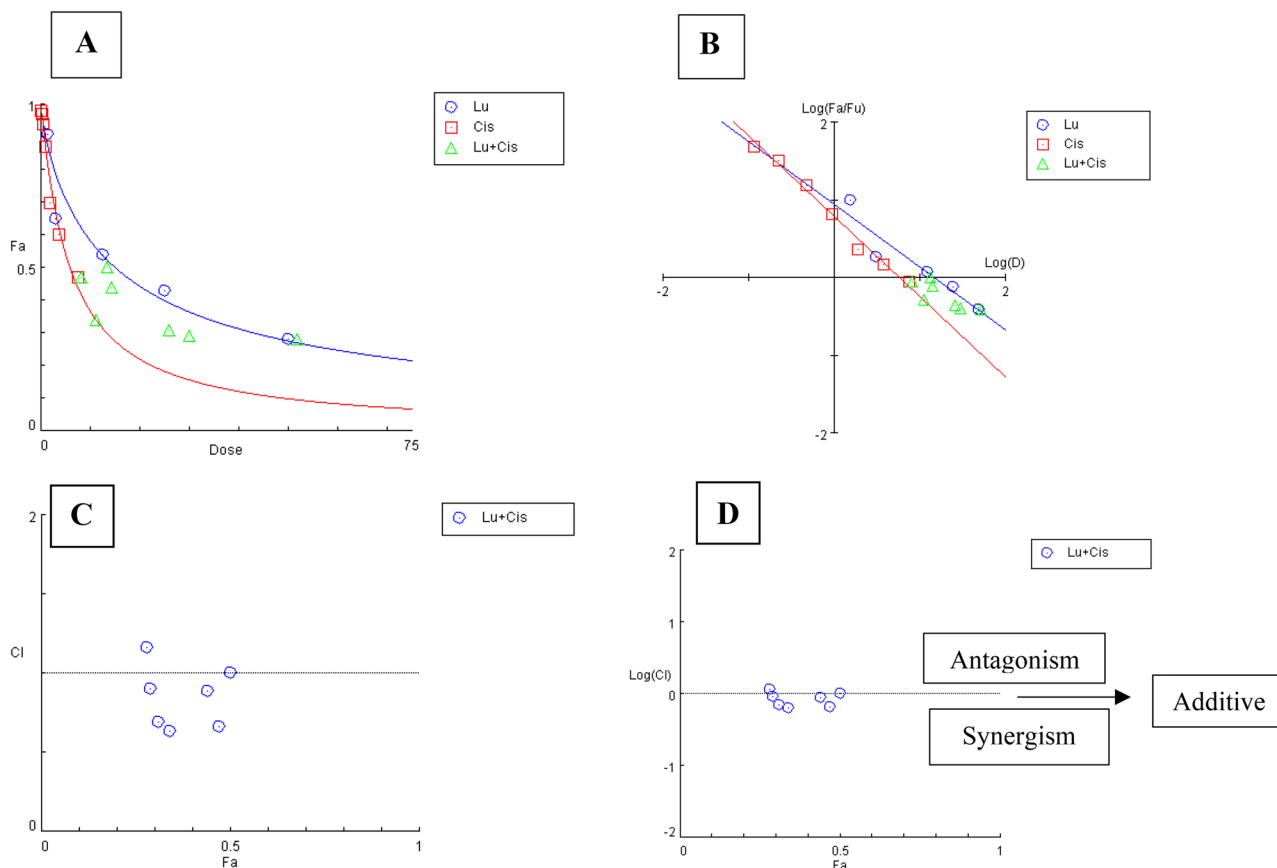 A
1
Fa
0.5
0
0
Dose
75
Lu
Cis
Lu+Cis
B
Log(Fa/Fu)
2
Log(D)
-2
2
-2
Lu
Cis
Lu+Cis
C
2
CI
0
0.5
1
Fa
Lu+Cis
D
2
1
Log(CI)
0
-1
-2
0
0.5
1
Fa
Lu+Cis
Antagonism
Additive
Synergism